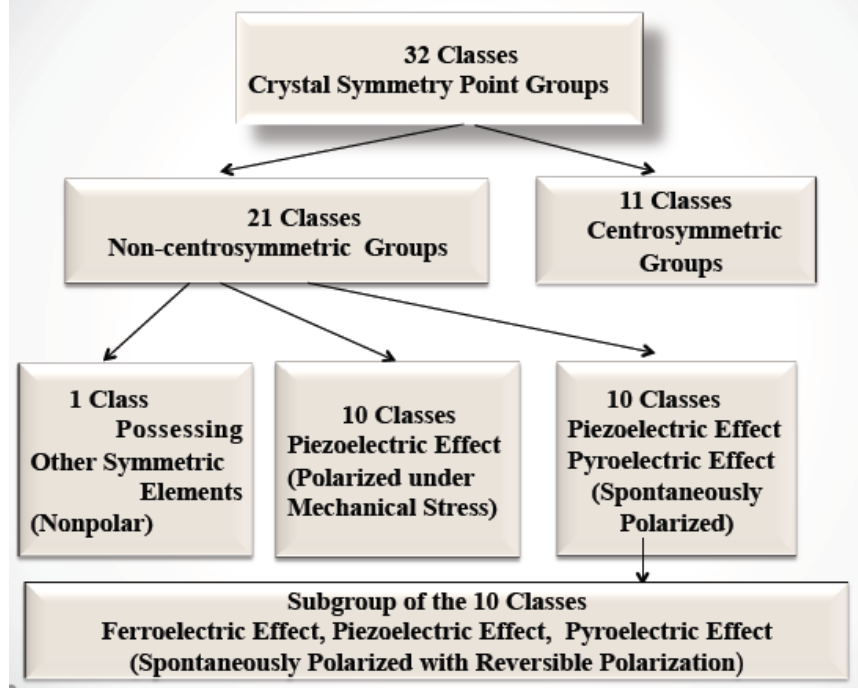 32 Classes
Crystal Symmetry Point Groups
21 Classes
Non-centrosymmetric Groups
11 Classes
Centrosymmetric
Groups
1 Class
Possessing
Other Symmetric
Elements
(Nonpolar)
10 Classes
Piezoelectric Effect
(Polarized under
Mechanical Stress)
10 Classes
Piezoelectric Effect
Pyroelectric Effect
(Spontaneously
Polarized)
Subgroup of the 10 Classes
Ferroelectric Effect, Piezoelectric Effect, Pyroelectric Effect
(Spontaneously Polarized with Reversible Polarization)